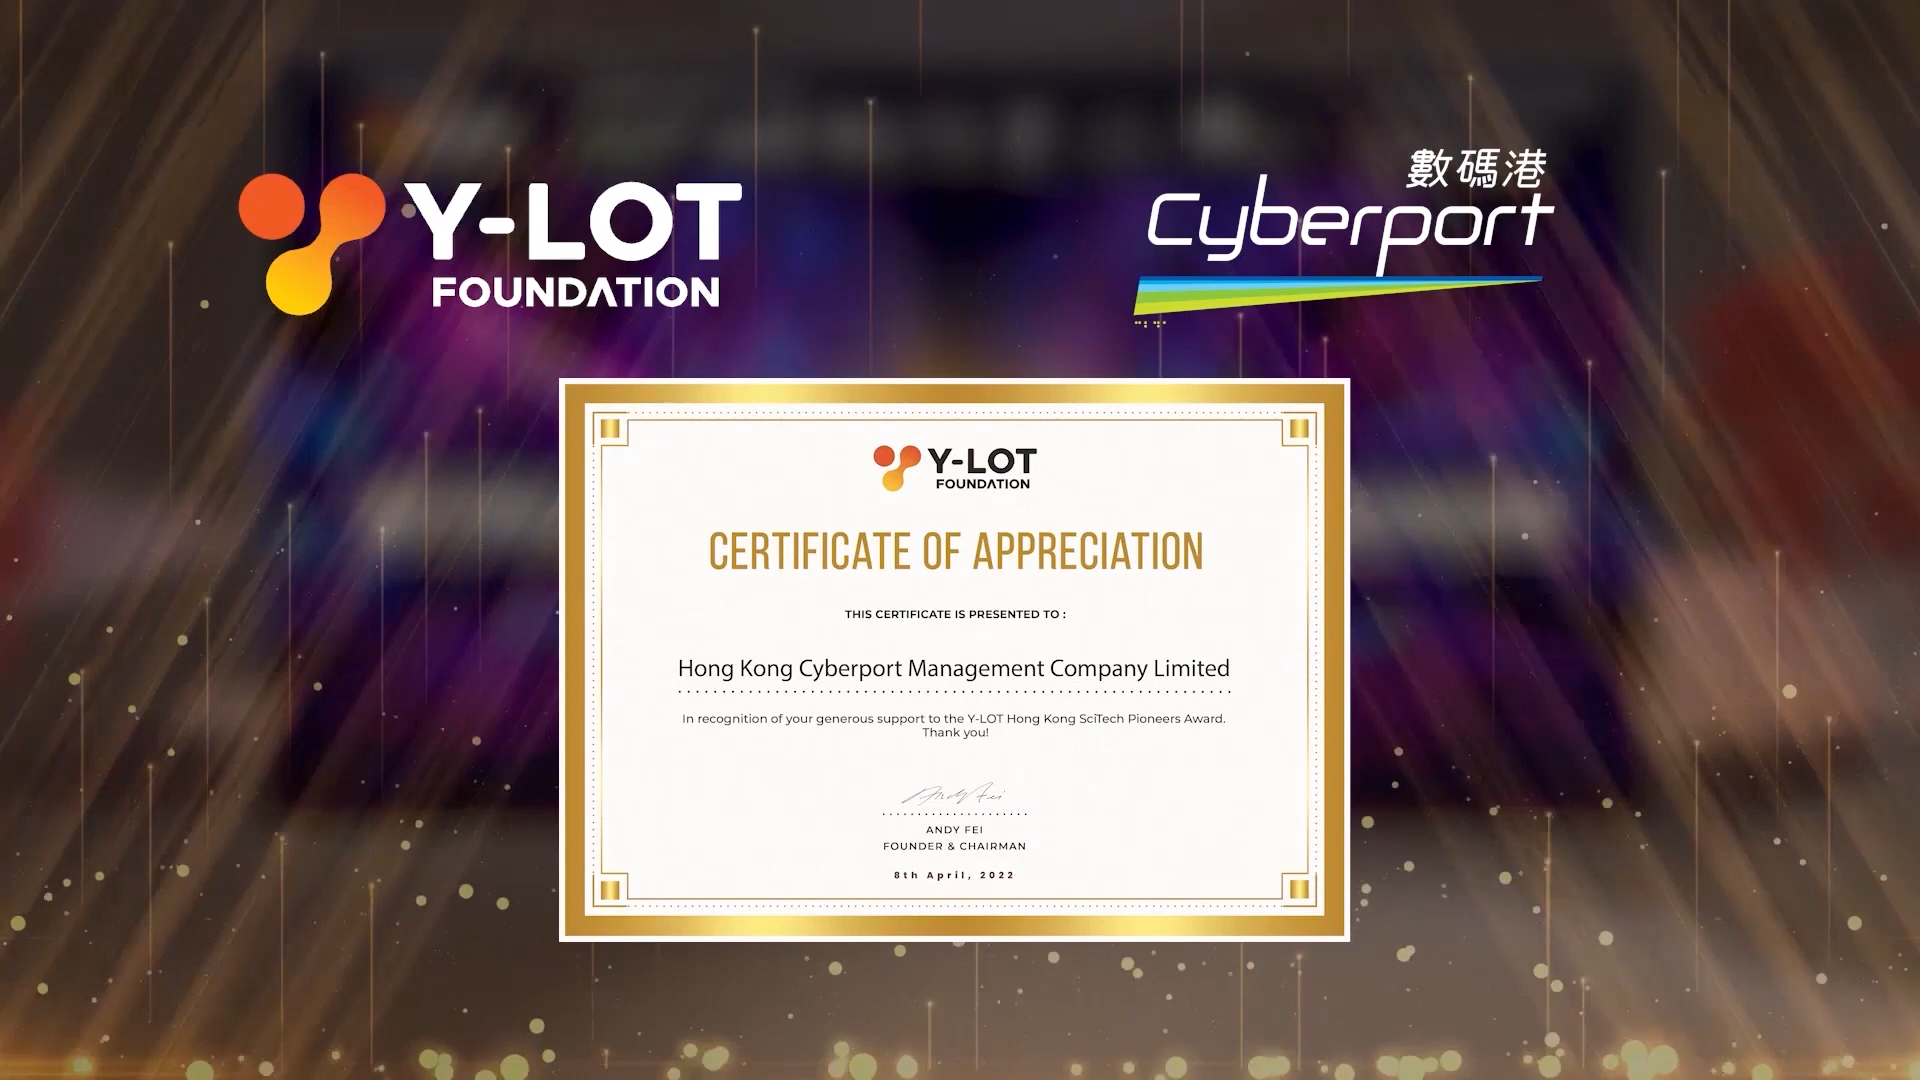 Y-LOT
FOUNDATION
數碼港
Cyberport
Y-LOT
FOUNDATION
CERTIFICATE OF APPRECIATION
THIS CERTIFICATE IS PRESENTED TO :
Hong Kong Cyberport Management Company Limited
In recognition of your generous support to the Y-LOT Hong Kong SciTech Pioneers Award.
Thank you!
Andy Fei
ANDY FEI
FOUNDER & CHAIRMAN
8th April, 2022